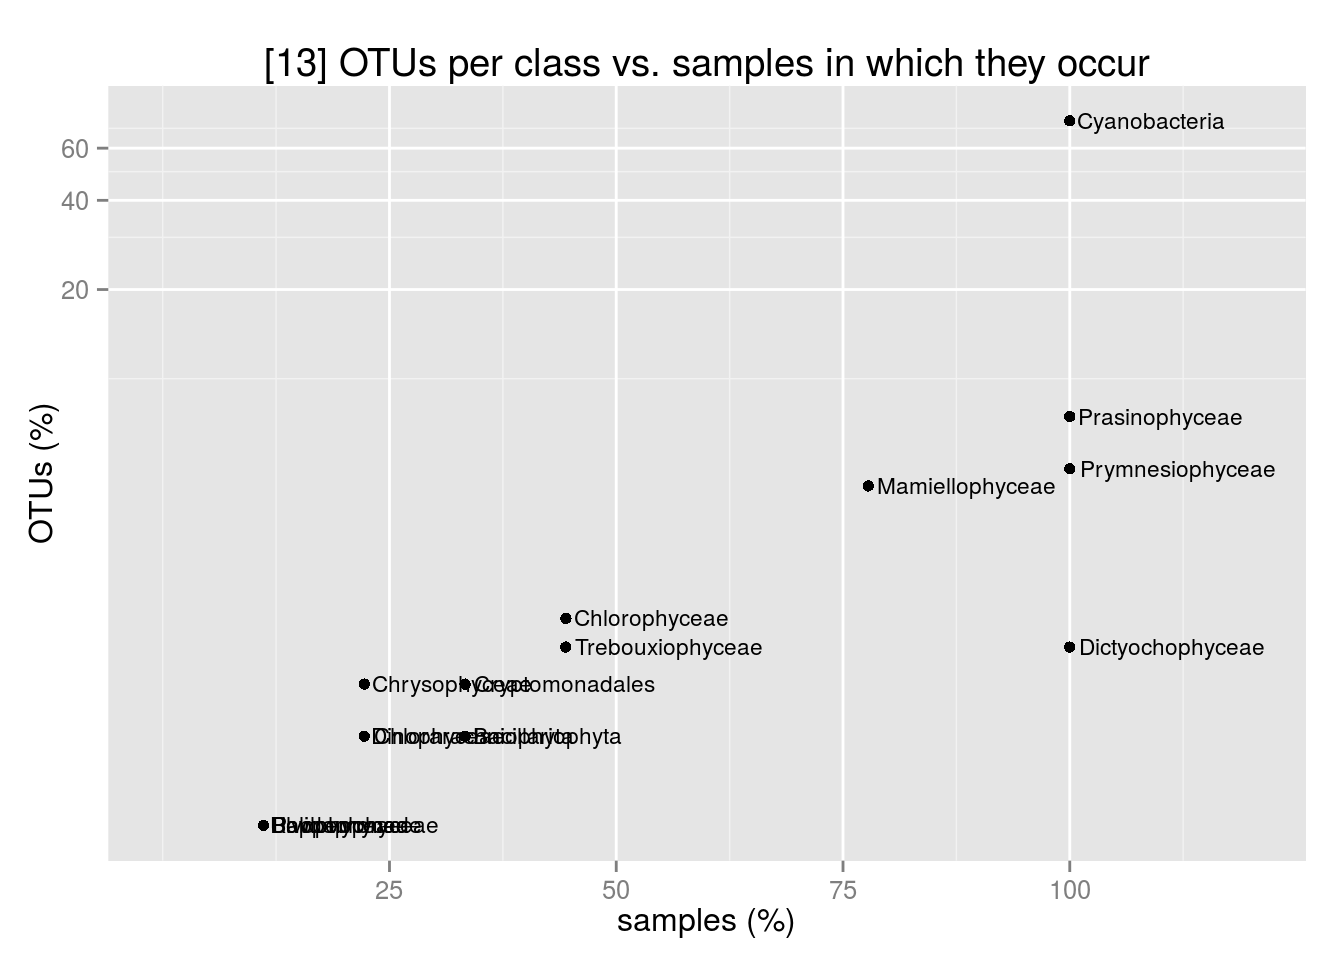 [13] OTUs per class vs. samples in which they occur
Cyanobacteria
60
40
20
Prasinophyceae
Prymnesiophyceae
Mamiellophyceae
Chlorophyceae
Trebouxiophyceae
Dictyochophyceae
Chrysophyceae
Cryptomonadales
Bacillariophyta
OTUs (%)
25
50
75
100
samples (%)